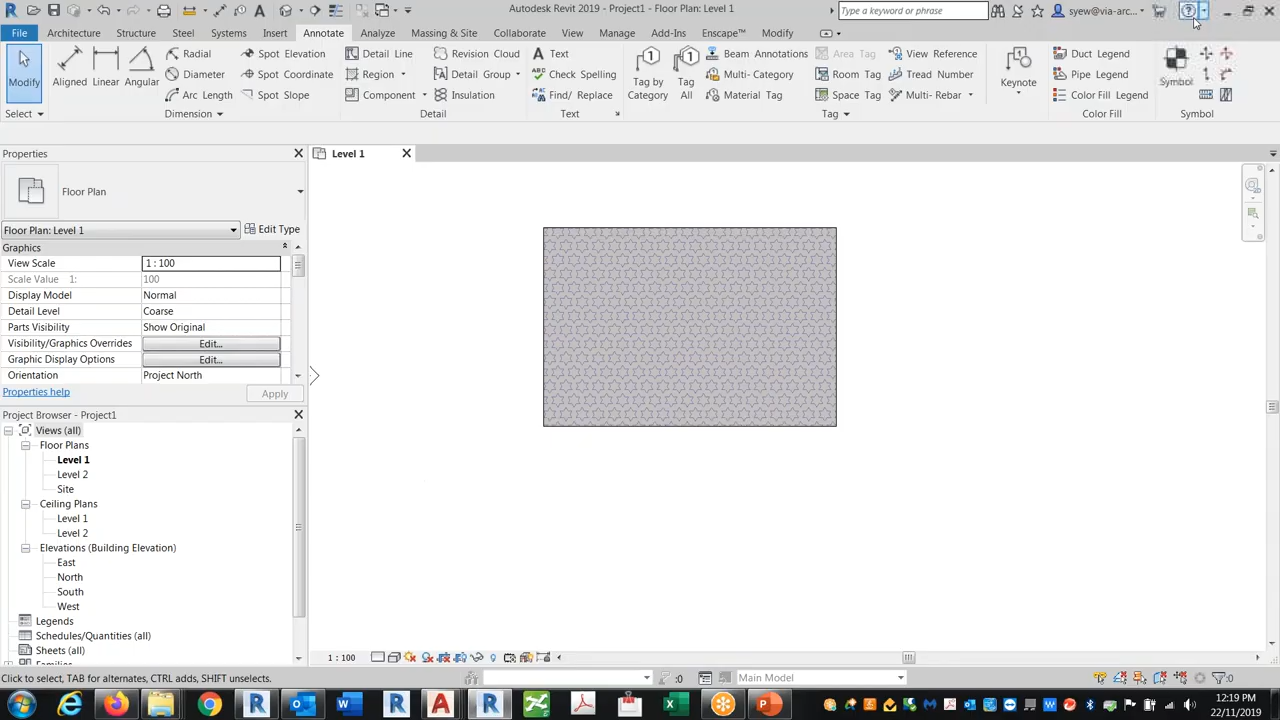 Autodesk Revit 2019 - Project1 - Floor Plan: Level 1
Type a keyword or phrase
syew@via-arc...
File Architecture Structure Steel Systems Insert Annotate Analyze Massing & Site Collaborate View Manage Add-Ins Enscape™ Modify
Modify
Aligned Linear Angular
Radial
Diameter
Arc Length
Spot Elevation
Spot Coordinate
Spot Slope
Detail Line
Region
Component
Revision Cloud
Detail Group
Insulation
Text
Check Spelling
Find/ Replace
Tag by
Category
Tag
All
Beam Annotations
Multi- Category
Material Tag
Area Tag
Room Tag
Space Tag
View Reference
Tread Number
Multi- Rebar
Keynote
Duct Legend
Pipe Legend
Color Fill Legend
Symbol
Select Dimension Detail Text Tag Color Fill Symbol
Properties
Level 1
Floor Plan
Floor Plan: Level 1
Edit Type
Graphics
View Scale 1 : 100
Scale Value 1: 100
Display Model Normal
Detail Level Coarse
Parts Visibility Show Original
Visibility/Graphics Overrides Edit...
Graphic Display Options Edit...
Orientation Project North
Properties help
Apply
Project Browser - Project1
Views (all)
Floor Plans
Level 1
Level 2
Site
Ceiling Plans
Level 1
Level 2
Elevations (Building Elevation)
East
North
South
West
Legends
Schedules/Quantities (all)
Sheets (all)
Families
1 : 100
Click to select, TAB for alternates, CTRL adds, SHIFT unselects.
:0
Main Model
:0
12:19 PM
22/11/2019